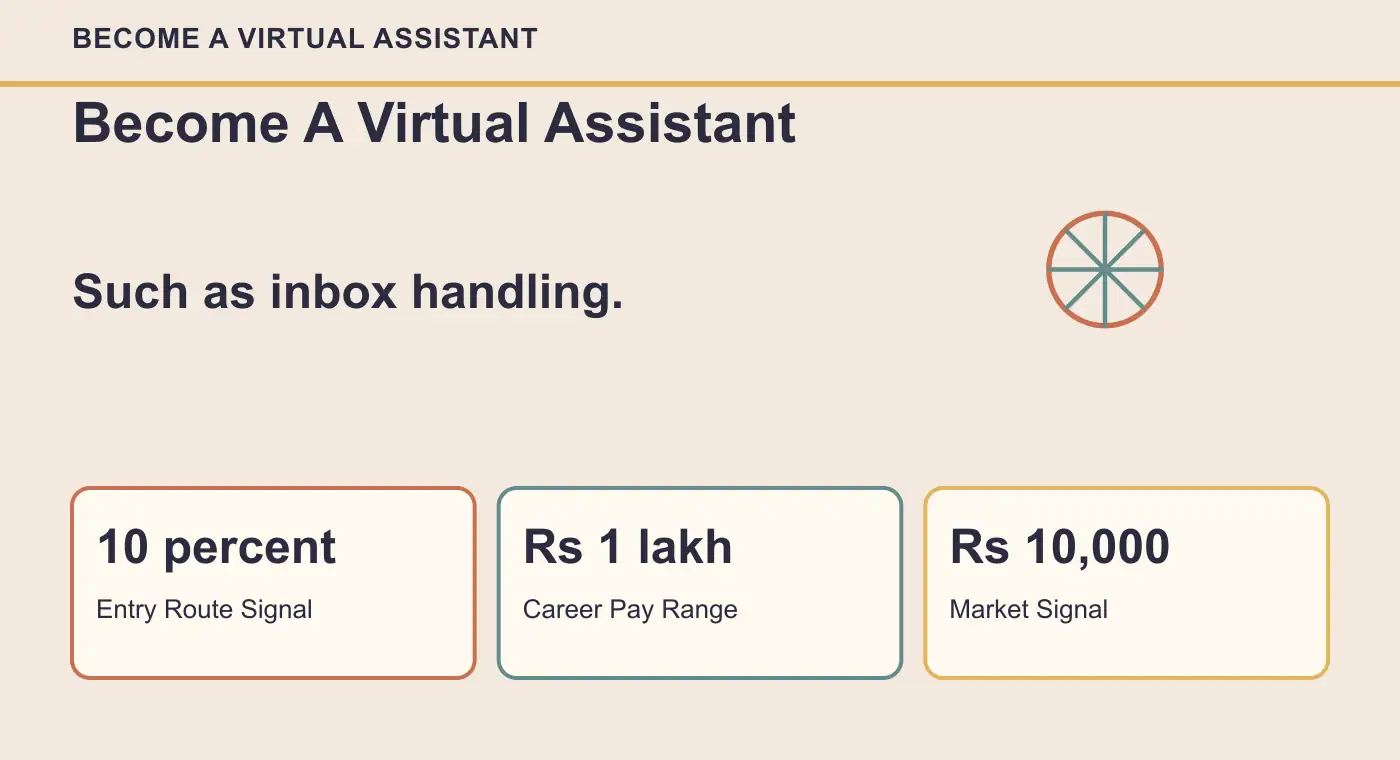 BECOME A VIRTUAL ASSISTANT
Become A Virtual Assistant
Such as inbox handling.
10 percent
Entry Route Signal
Rs 1 lakh
Career Pay Range
Rs 10,000
Market Signal